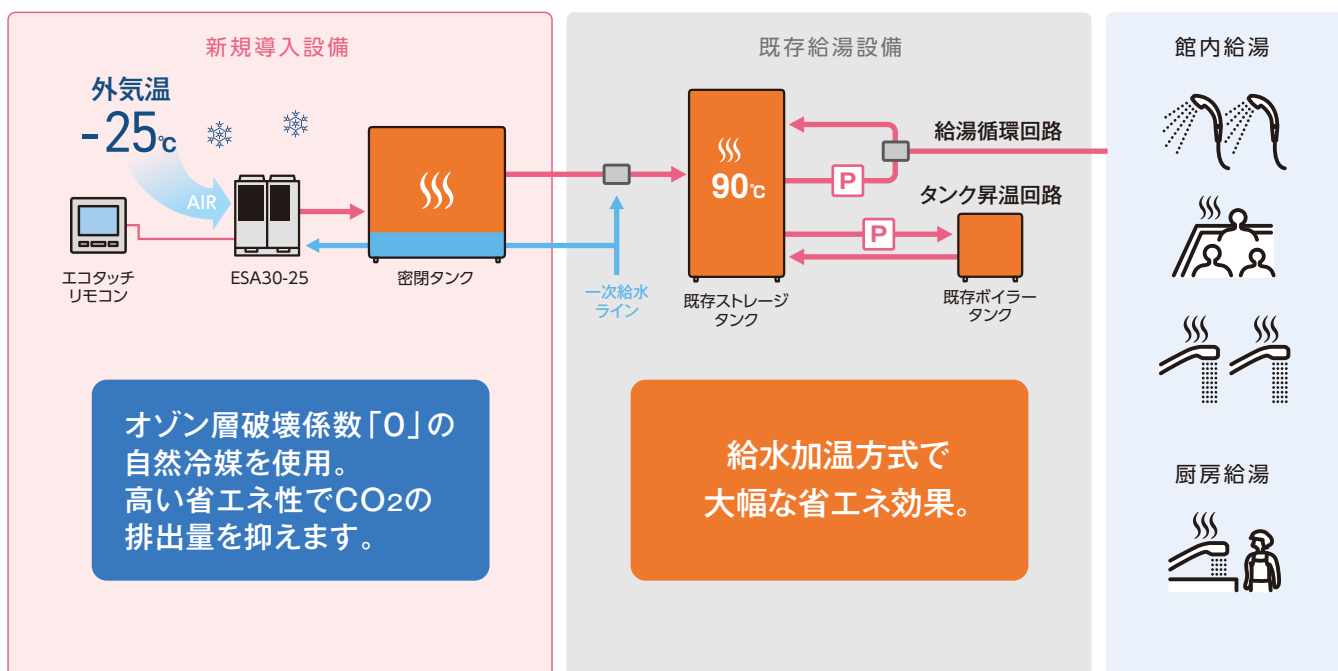 新規導入設備
外気温
-25℃
AIR
エコタッチ
リモコン
ESA30-25
密閉タンク
オゾン層破壊係数「0」の
自然冷媒を使用。
高い省エネ性でCO2の
排出量を抑えます。
既存給湯設備
一次給水
ライン
90℃
既存ストレージ
タンク
P
給湯循環回路
タンク昇温回路
P
既存ボイラー
タンク
給水加温方式で
大幅な省エネ効果。
館内給湯
厨房給湯